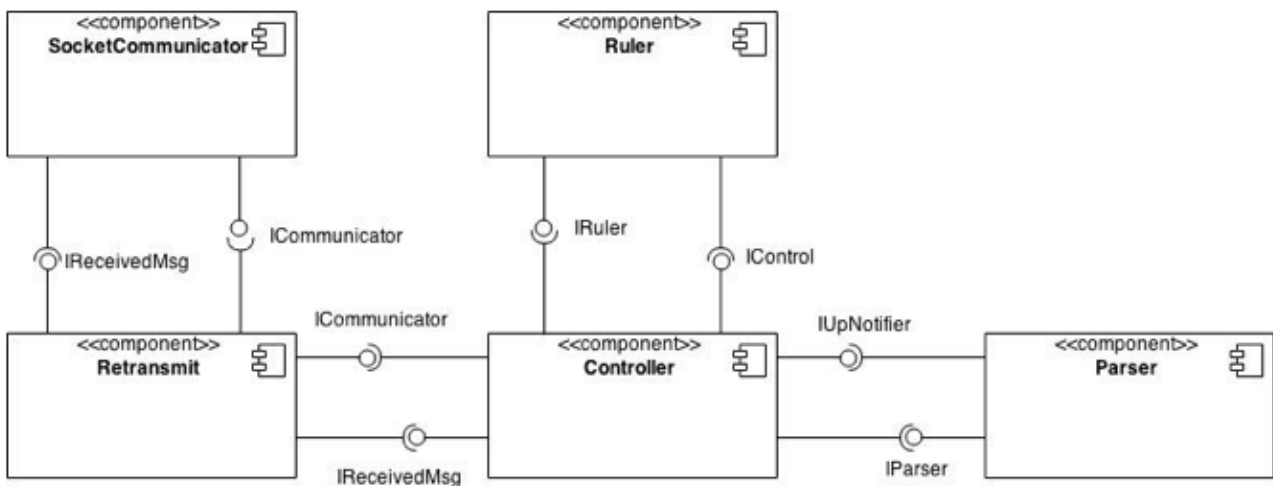 <<component>>
SocketCommunicator
<<component>>
Ruler
IReceivedMsg
ICommunicator
IRuler
IControl
ICommunicator
IUpNotifier
<<component>>
Retransmit
<<component>>
Controller
<<component>>
Parser
IReceivedMsg
IParser